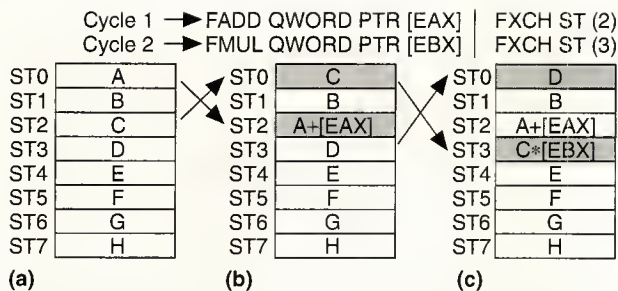 Cycle 1 → FADD QWORD PTR [EAX] | FXCH ST (2)
Cycle 2 → FMUL QWORD PTR [EBX] | FXCH ST (3)
ST0 A ST0 C ST0 D
ST1 B ST1 B ST1 B
ST2 C ST2 A+[EAX] ST2 A+[EAX]
ST3 D ST3 D ST3 C*[EBX]
ST4 E ST4 E ST4 E
ST5 F ST5 F ST5 F
ST6 G ST6 G ST6 G
ST7 H ST7 H ST7 H
(a) (b) (c)